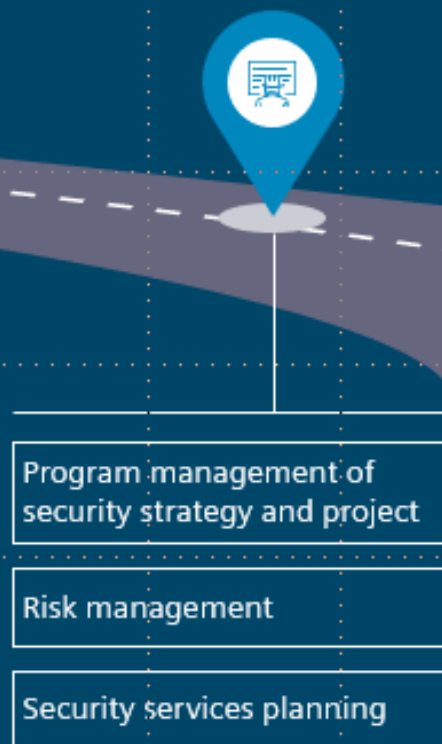 Program management of
security strategy and project
Risk management
Security services planning